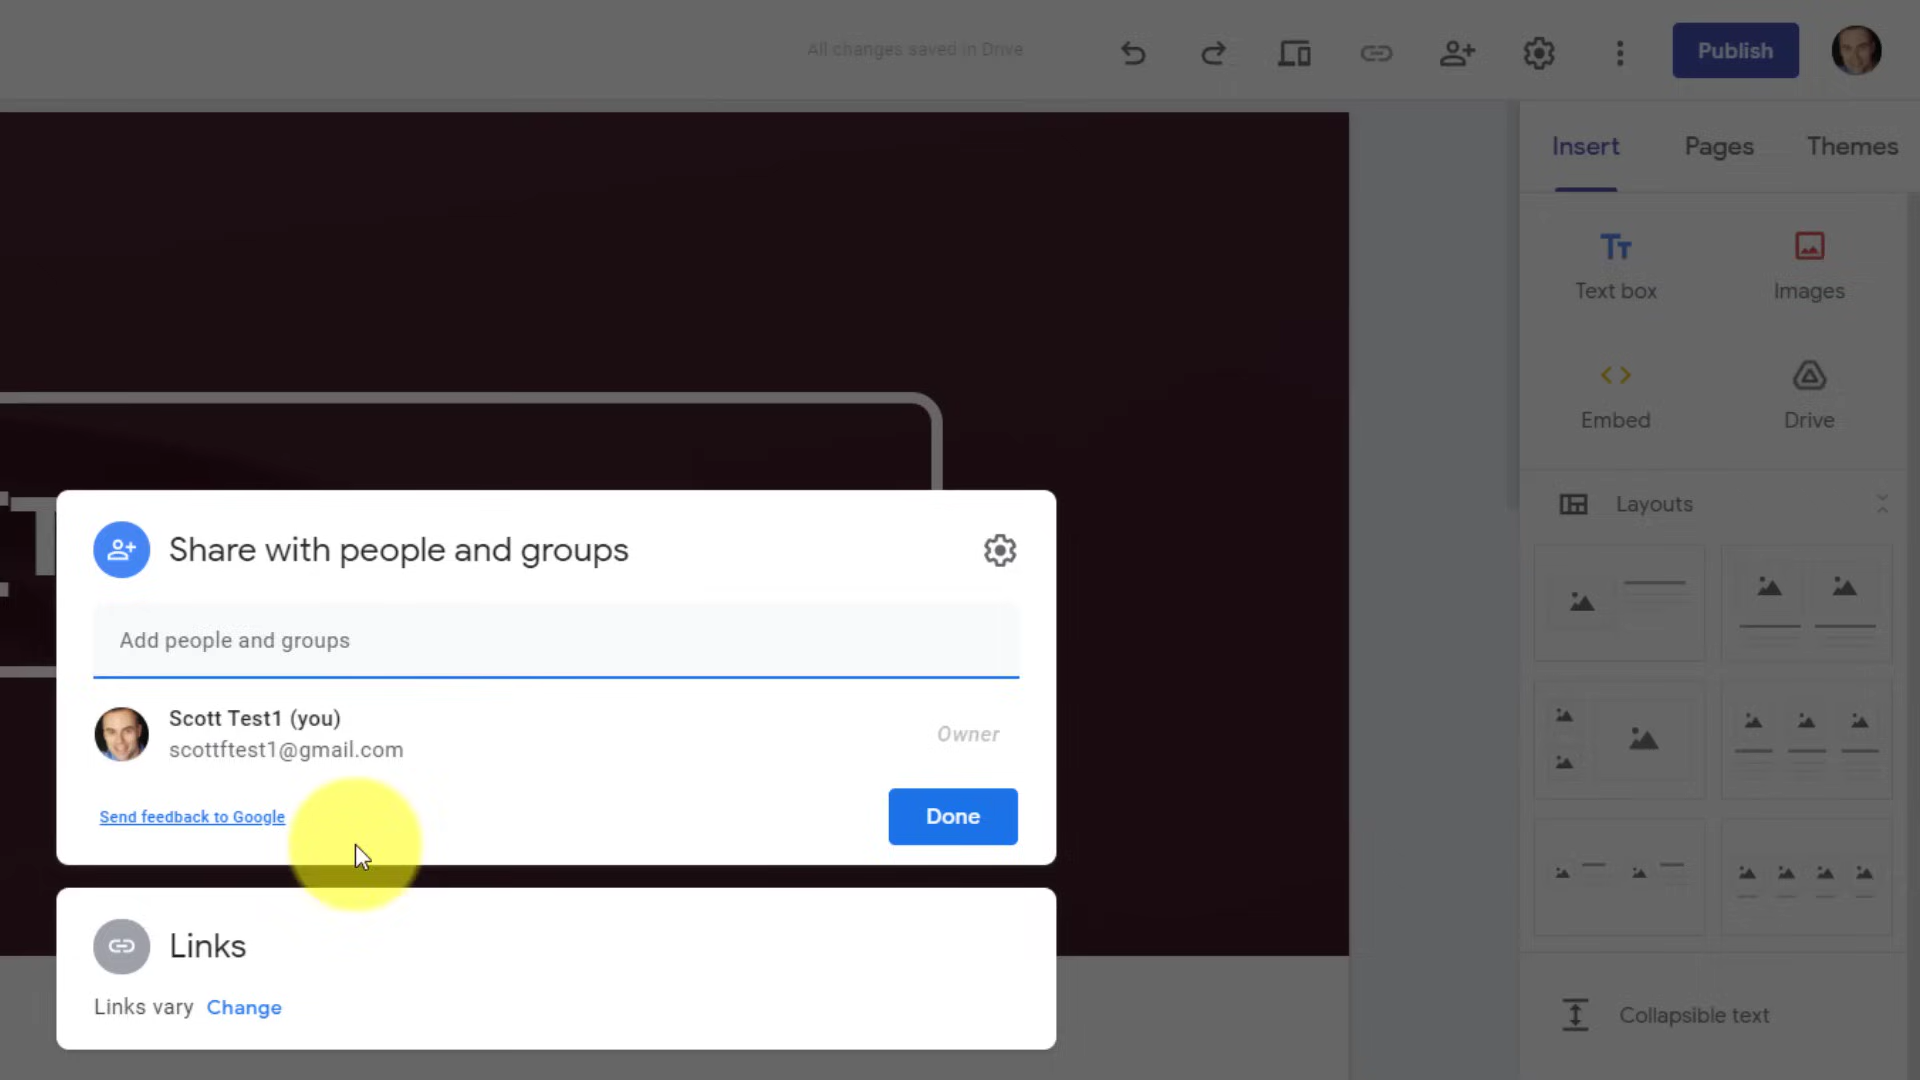 All changes saved in Drive
Publish
Insert
Pages
Themes
Text box
Images
Embed
Drive
Layouts
Share with people and groups
Add people and groups
Scott Test1 (you)
scottftest1@gmail.com
Owner
Send feedback to Google
Done
Links
Links vary Change
Collapsible text